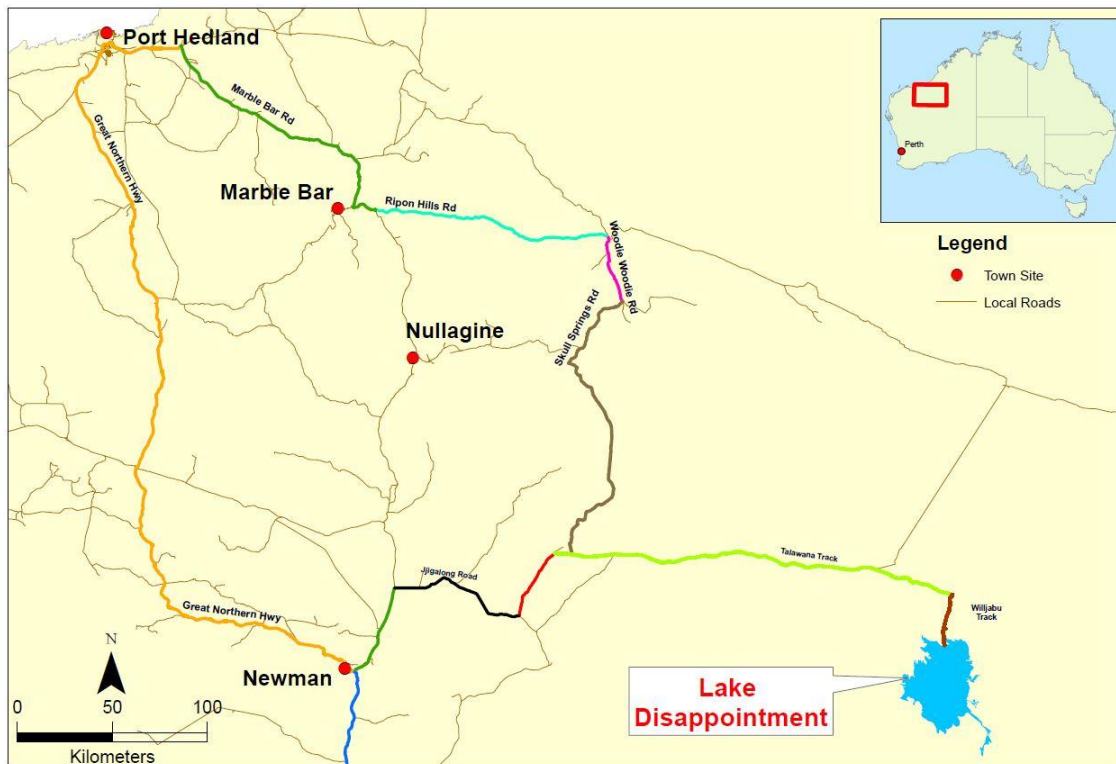 Port Hedland
Marble Bar Rd
Great Northern Hwy
Marble Bar
Ripon Hills Rd
Woodie Woodie Rd
Skull Springs Rd
Nullagine
Talawana Track
Jjigalong Road
Willjabu
Track
Great Northern Hwy
N
Newman
Lake
Disappointment
0 50 100
Kilometers
Perth
Legend
Town Site
Local Roads